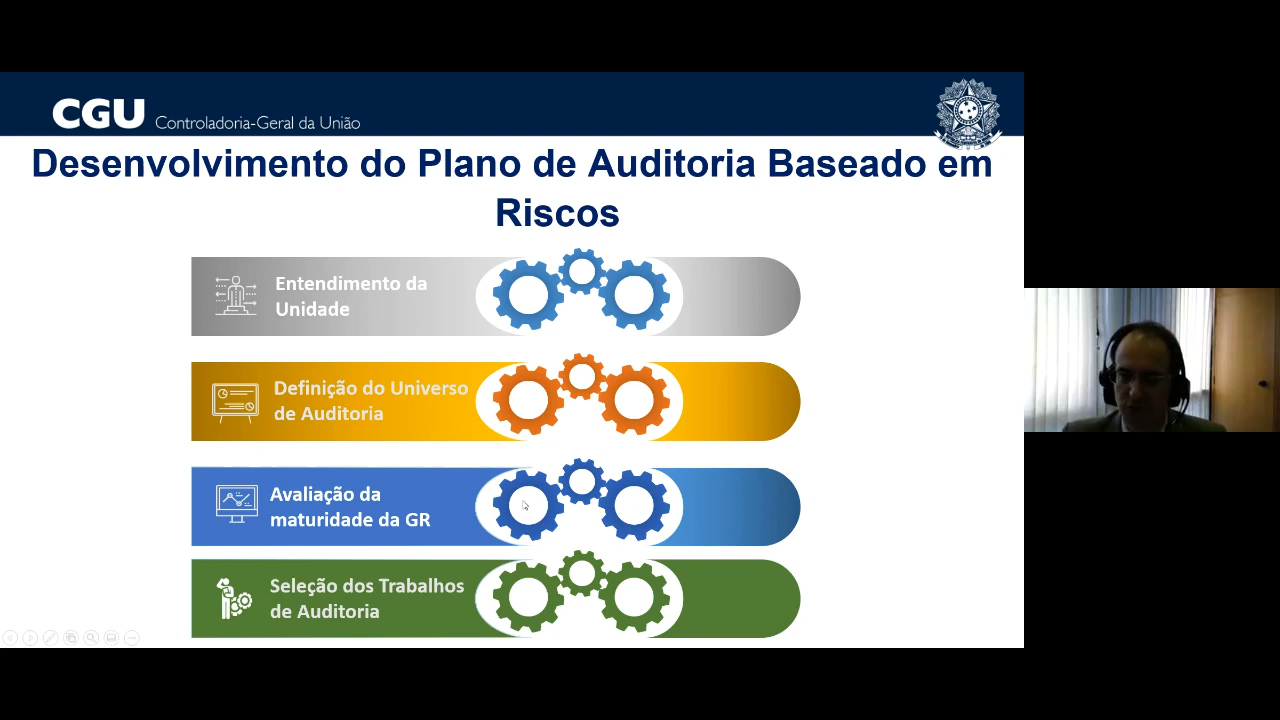 CGU Controladoria-Geral da União
Desenvolvimento do Plano de Auditoria Baseado em
Riscos
Entendimento da
Unidade
Definição do Universo
de Auditoria
Avaliação da
maturidade da GR
Seleção dos Trabalhos
de Auditoria